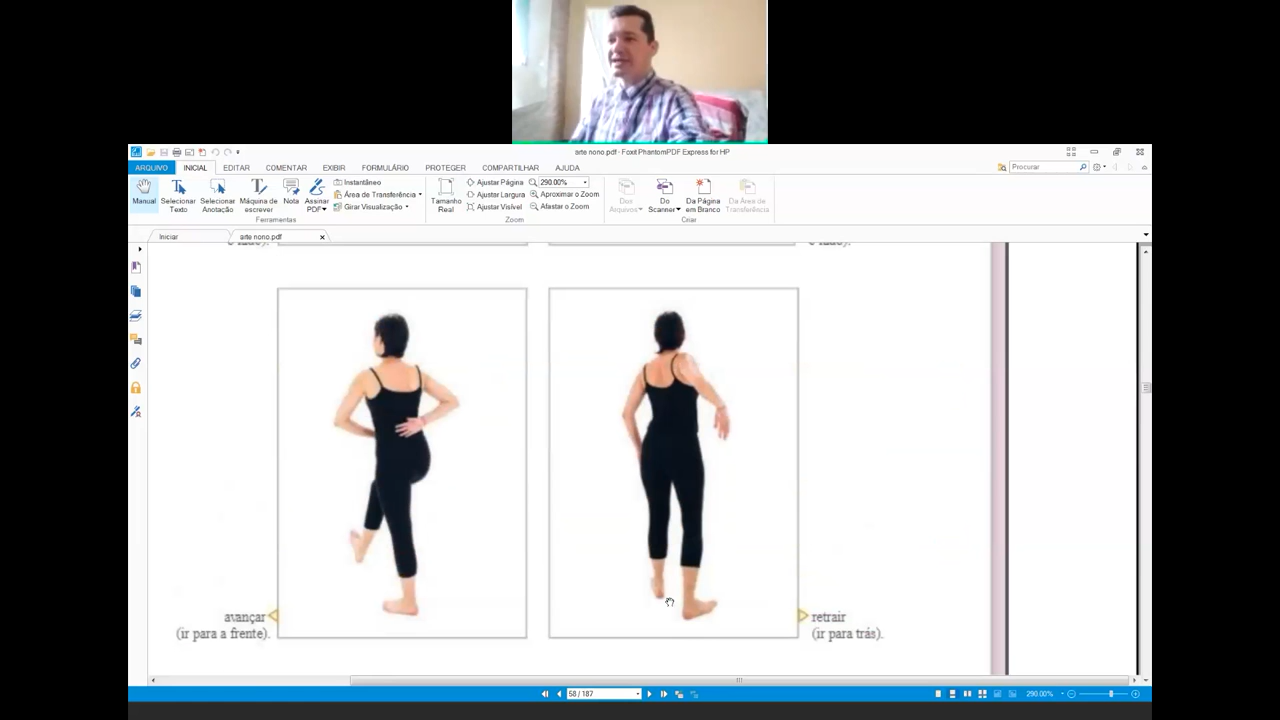 arte nono.pdf - Foxit PhantomPDF Express for HP
ARQUIVO INICIAL EDITAR COMENTAR EXIBIR FORMULÁRIO PROTEGER COMPARTILHAR AJUDA
Procurar
Manual
Selecionar Texto
Selecionar Anotação
Máquina de escrever
Nota
Assinar PDF
Instantâneo
Área de Transferência
Girar Visualização
Ferramentas
Tamanho Real
Ajustar Página
Ajustar Largura
Ajustar Visível
290.00%
Aproximar o Zoom
Afastar o Zoom
Zoom
Dos Arquivos
Do Scanner
Da Página em Branco
Da Área de Transferência
Criar
Iniciar
arte nono.pdf
avançar
(ir para a frente).
retrair
(ir para trás).
58 / 187
290.00%